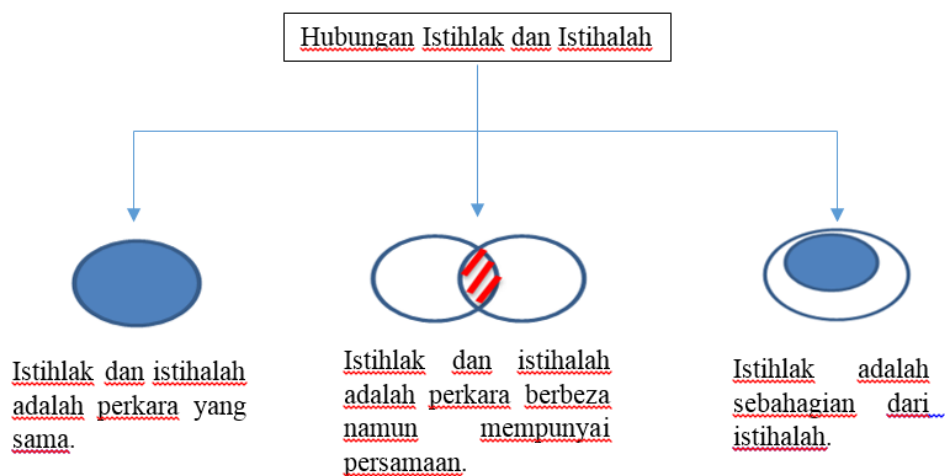 Hubungan Istihlak dan Istihalah
Istihlak dan istihalah
adalah perkara yang
sama.
Istihlak dan istihalah
adalah perkara berbeza
namun mempunyai
persamaan.
Istihlak adalah
sebahagian dari
istihalah.